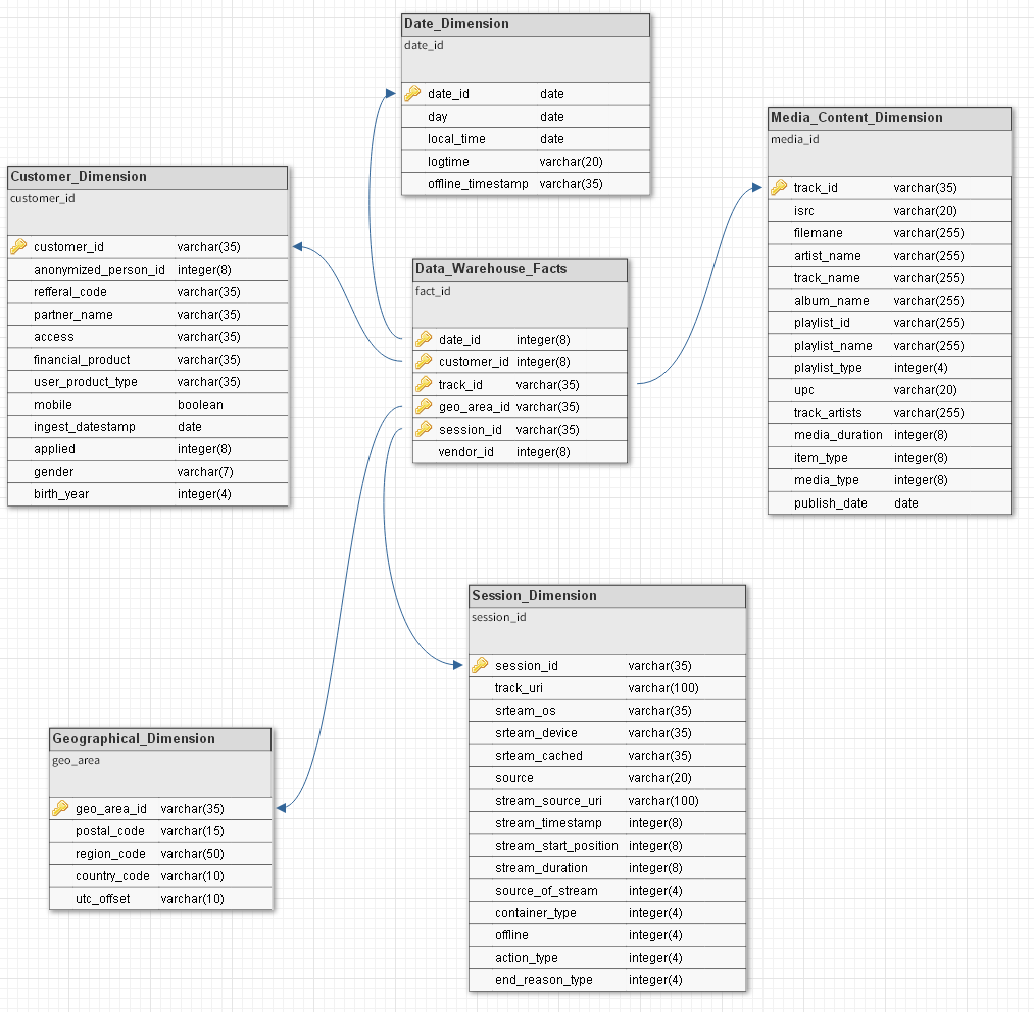 Date_Dimension
date_id
date_id date
day date
local_time date
logtime varchar(20)
offline_timestamp varchar(35)
Media_Content_Dimension
media_id
track_id varchar(35)
isrc varchar(20)
filemane varchar(255)
artist_name varchar(255)
track_name varchar(255)
album_name varchar(255)
playlist_id varchar(255)
playlist_name varchar(255)
playlist_type integer(4)
upc varchar(20)
track_artists varchar(255)
media_duration integer(8)
item_type integer(8)
media_type integer(8)
publish_date date
Customer_Dimension
customer_id
customer_id varchar(35)
anonymized_person_id integer(8)
refferal_code varchar(35)
partner_name varchar(35)
access varchar(35)
financial_product varchar(35)
user_product_type varchar(35)
mobile boolean
ingest_datestamp date
applied integer(8)
gender varchar(7)
birth_year integer(4)
Data_Warehouse_Facts
fact_id
date_id integer(8)
customer_id integer(8)
track_id varchar(35)
geo_area_id varchar(35)
session_id varchar(35)
vendor_id integer(8)
Session_Dimension
session_id
session_id varchar(35)
track_uri varchar(100)
srteam_os varchar(35)
srteam_device varchar(35)
srteam_cached varchar(35)
source varchar(20)
stream_source_uri varchar(100)
stream_timestamp integer(8)
stream_start_position integer(8)
stream_duration integer(8)
source_of_stream integer(4)
container_type integer(4)
offline integer(4)
action_type integer(4)
end_reason_type integer(4)
Geographical_Dimension
geo_area
geo_area_id varchar(35)
postal_code varchar(15)
region_code varchar(50)
country_code varchar(10)
utc_offset varchar(10)